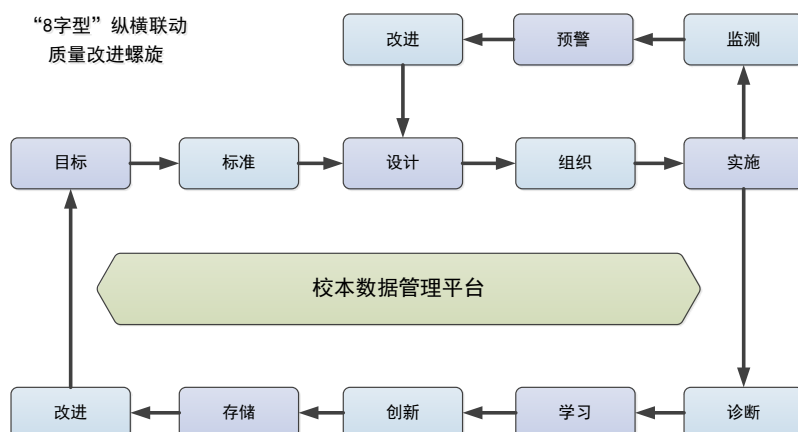 “8字型”纵横联动
质量改进螺旋
改进
预警
监测
目标
标准
设计
组织
实施
校本数据管理平台
改进
存储
创新
学习
诊断